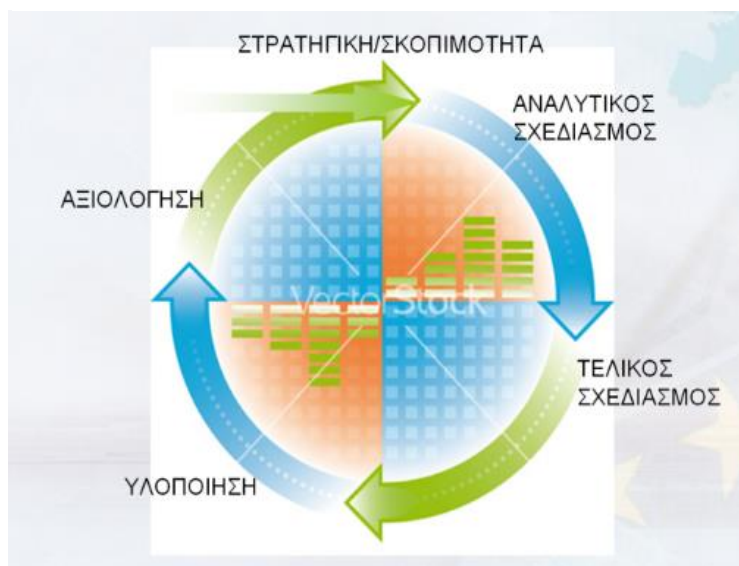 ΣΤΡΑΤΗΓΙΚΗ/ΣΚΟΠΙΜΟΤΗΤΑ
ΑΝΑΛΥΤΙΚΟΣ
ΣΧΕΔΙΑΣΜΟΣ
ΑΞΙΟΛΟΓΗΣΗ
VectorStock
ΤΕΛΙΚΟΣ
ΣΧΕΔΙΑΣΜΟΣ
ΥΛΟΠΟΙΗΣΗ